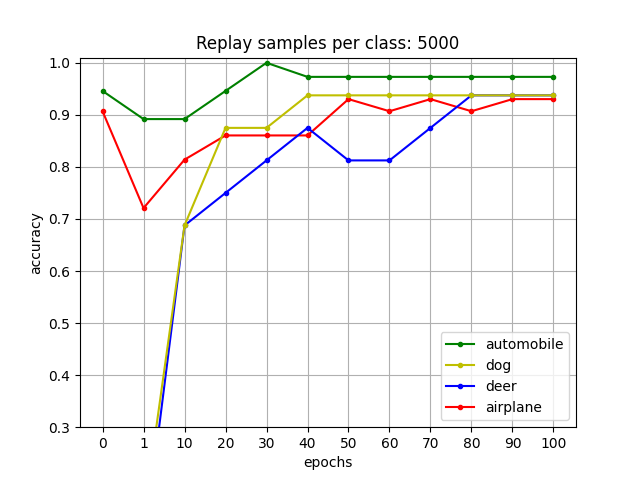 Replay samples per class: 5000
1.0
0.9
0.8
0.7
0.6
0.5
0.4
0.3
accuracy
automobile
dog
deer
airplane
0 1 10 20 30 40 50 60 70 80 90 100
epochs